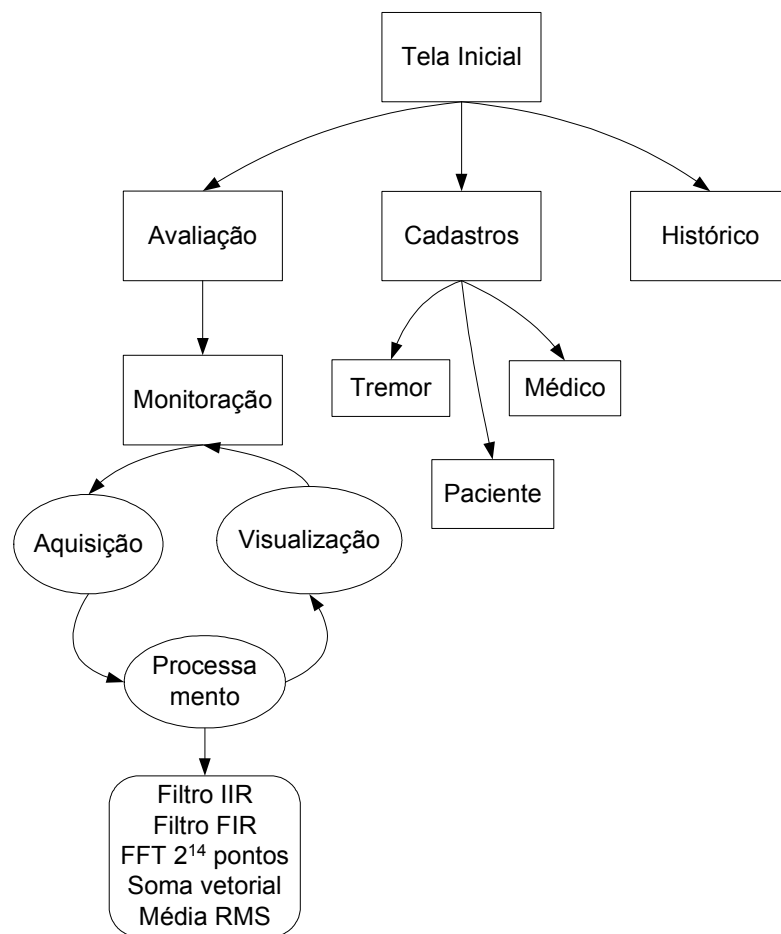 Tela Inicial
Avaliação
Cadastros
Histórico
Tremor
Médico
Monitoração
Paciente
Aquisição
Visualização
Processa
mento
Filtro IIR
Filtro FIR
FFT 2¹⁴ pontos
Soma vetorial
Média RMS